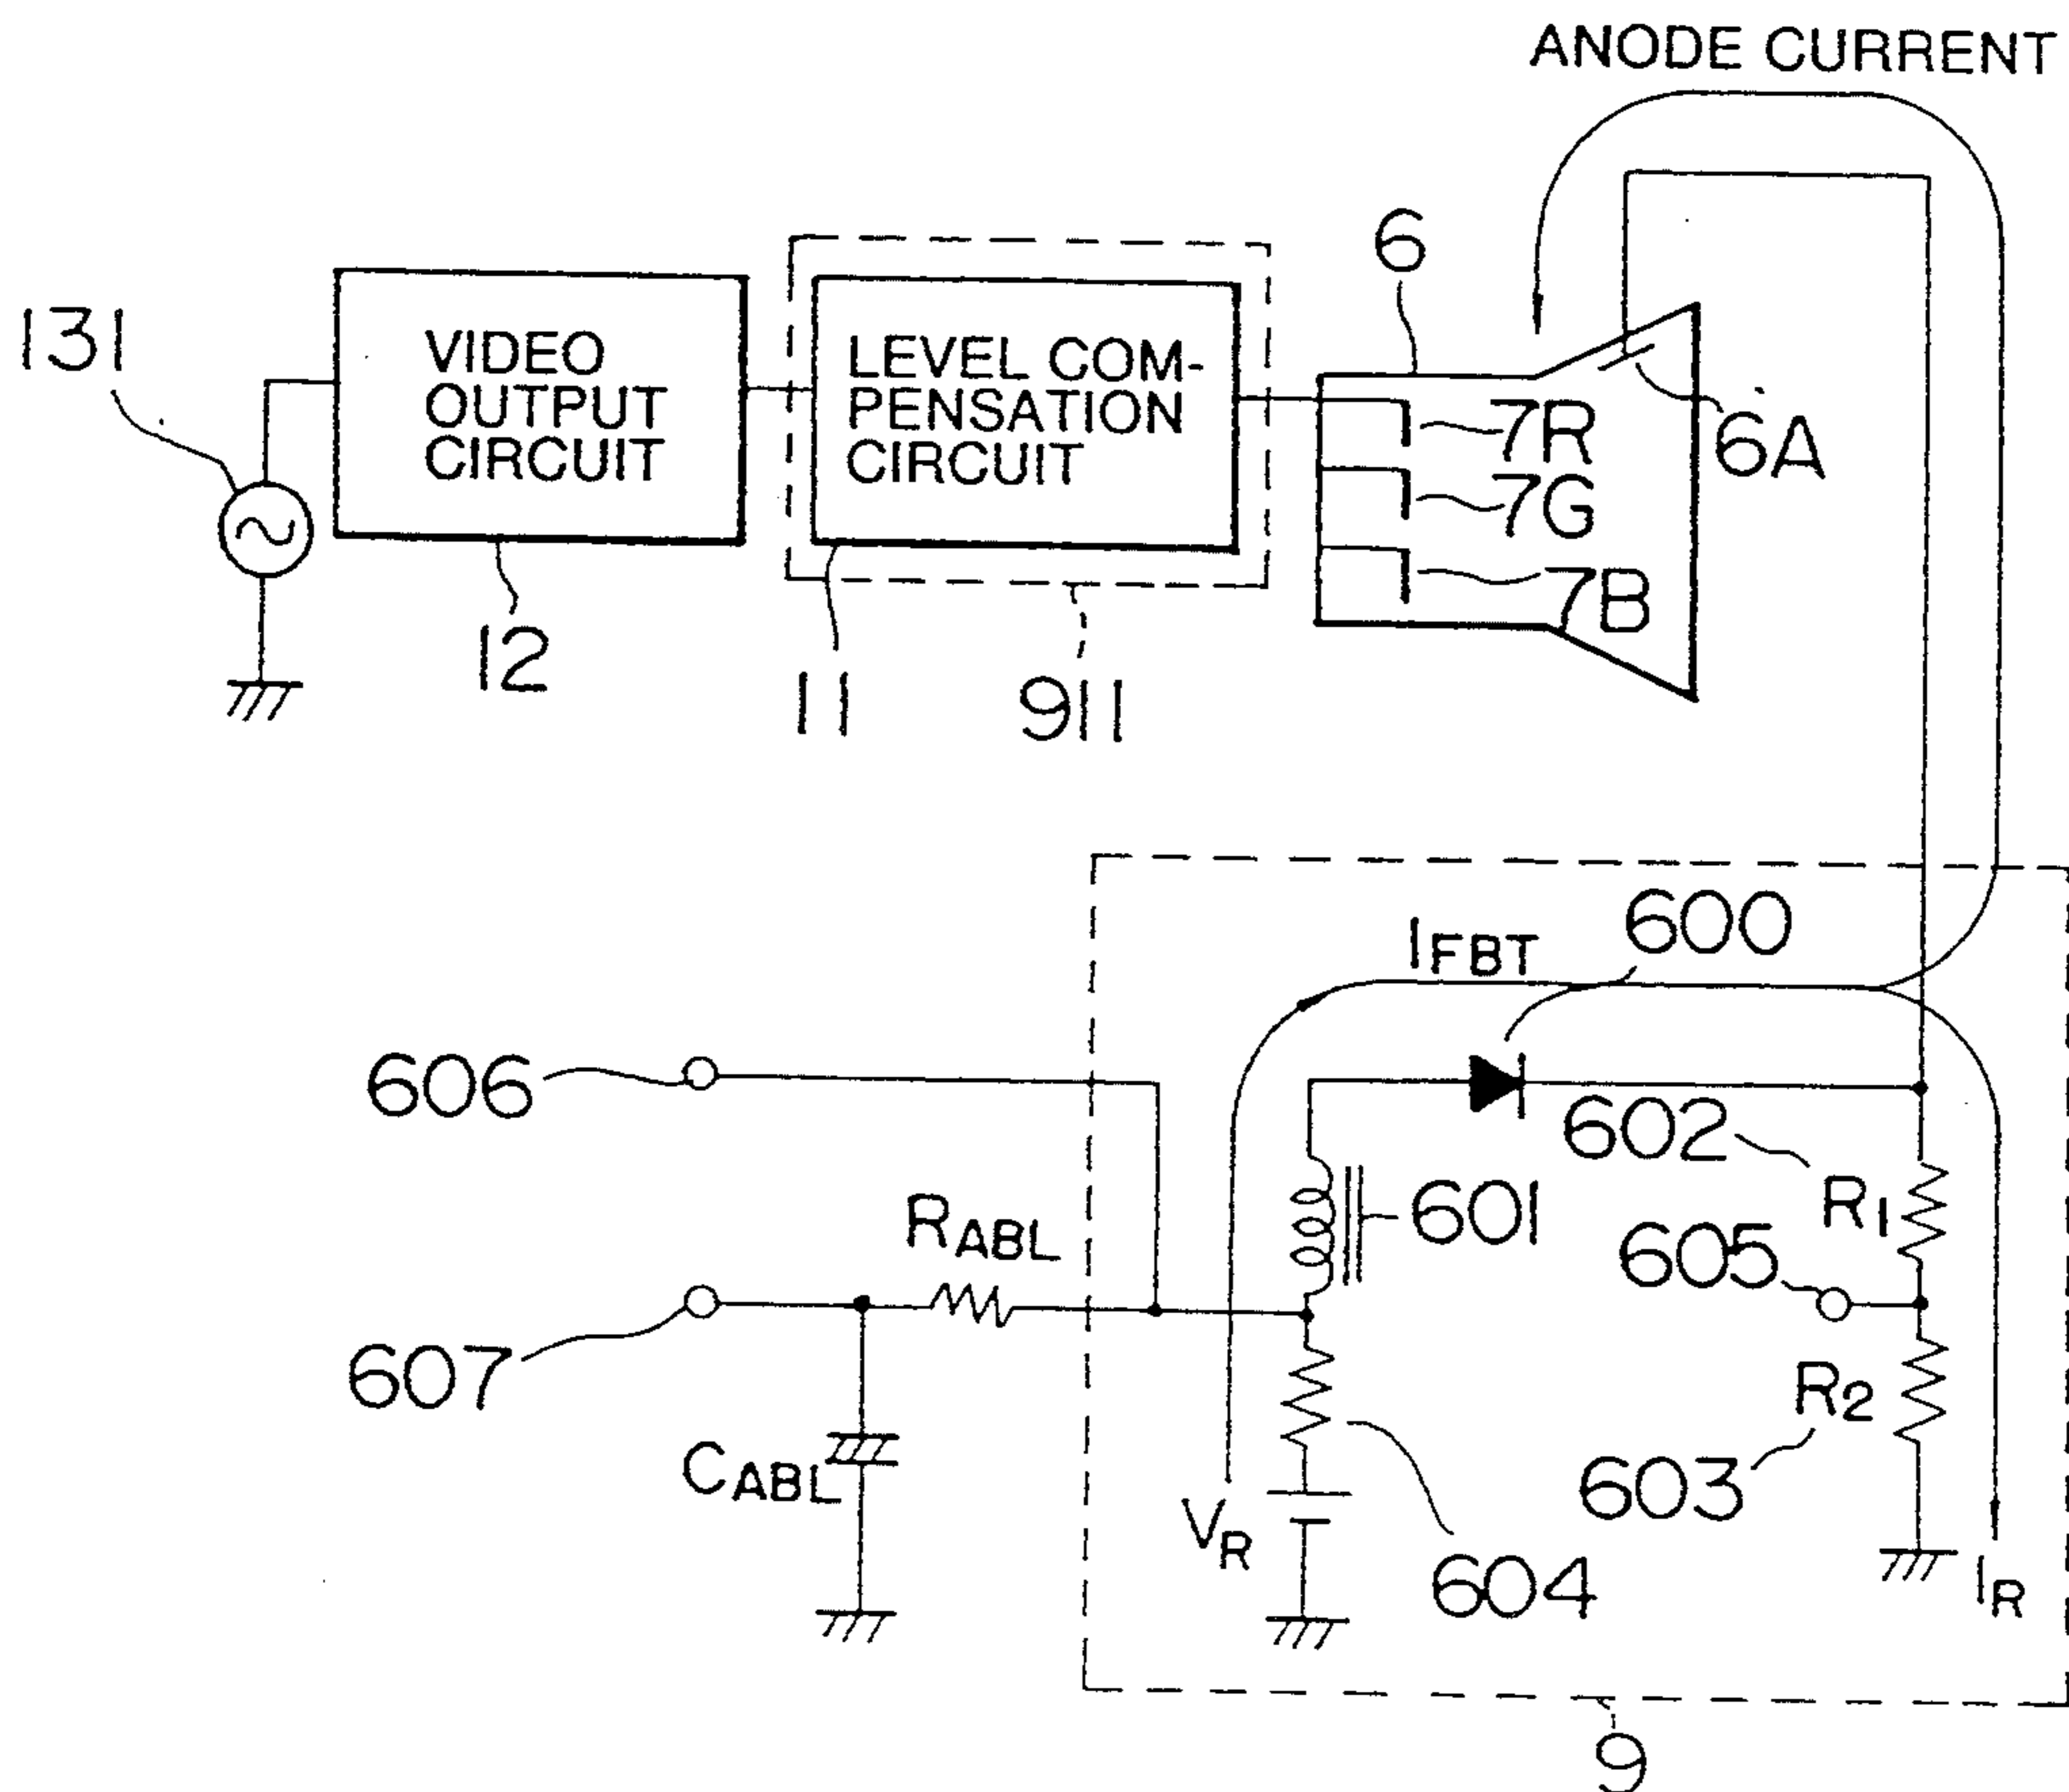 ANODE CURRENT
6
131
VIDEO
OUTPUT
CIRCUIT
LEVEL COM-
PENSATION
CIRCUIT
7R
6A
7G
7B
12
11
911
600
IFBT
606
602
601
R1
RABL
605
607
R2
CABL
603
VR
604
IR
9